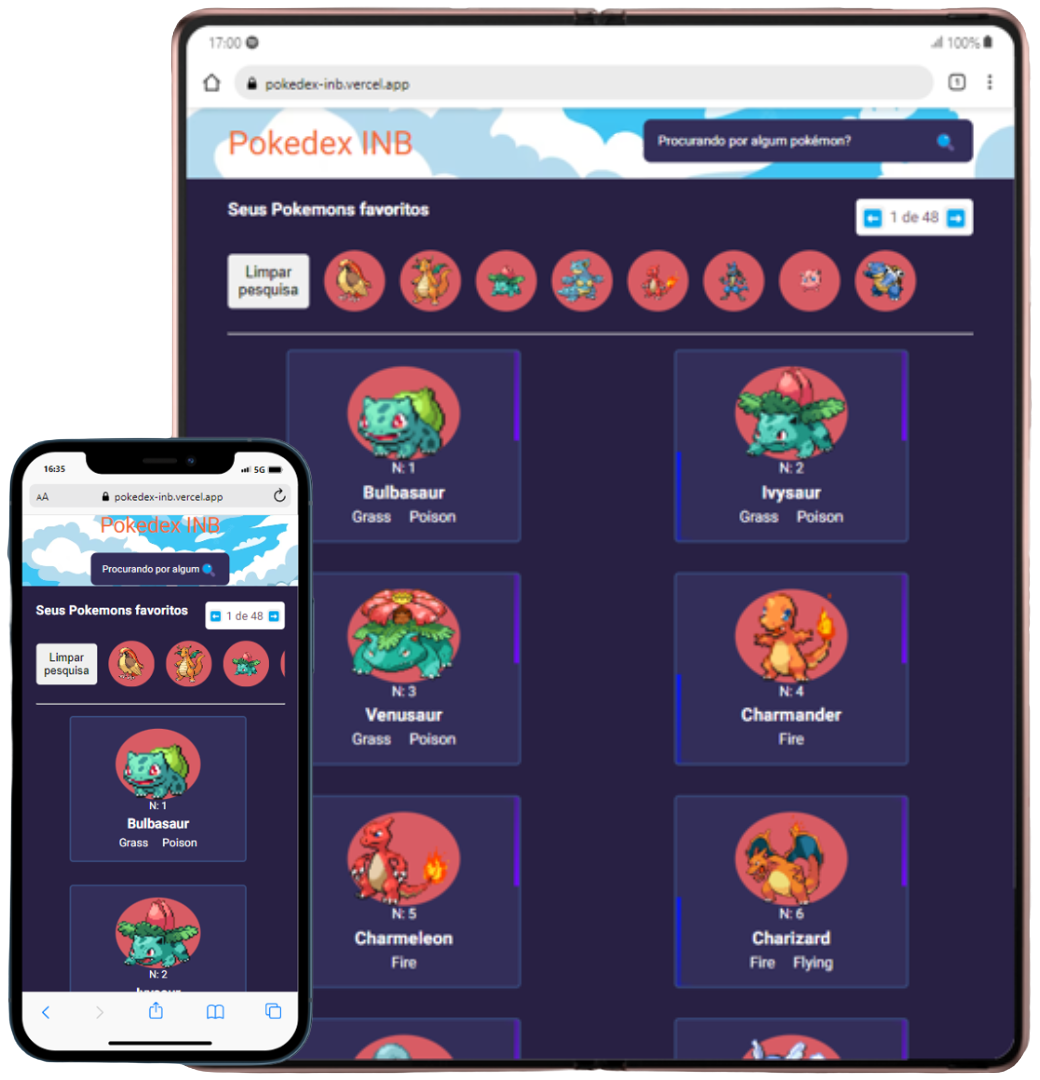 17:00
100%
pokedex-inb.vercel.app
1
Pokedex INB
Procurando por algum pokémon?
Seus Pokemons favoritos
1 de 48
Limpar
pesquisa
N: 1
Bulbasaur
Grass Poison
N: 2
Ivysaur
Grass Poison
N: 3
Venusaur
Grass Poison
N: 4
Charmander
Fire
N: 5
Charmeleon
Fire
N: 6
Charizard
Fire Flying
16:35
5G
AA
pokedex-inb.vercel.app
Pokedex INB
Procurando por algum
Seus Pokemons favoritos
1 de 48
Limpar
pesquisa
N: 1
Bulbasaur
Grass Poison
N: 2